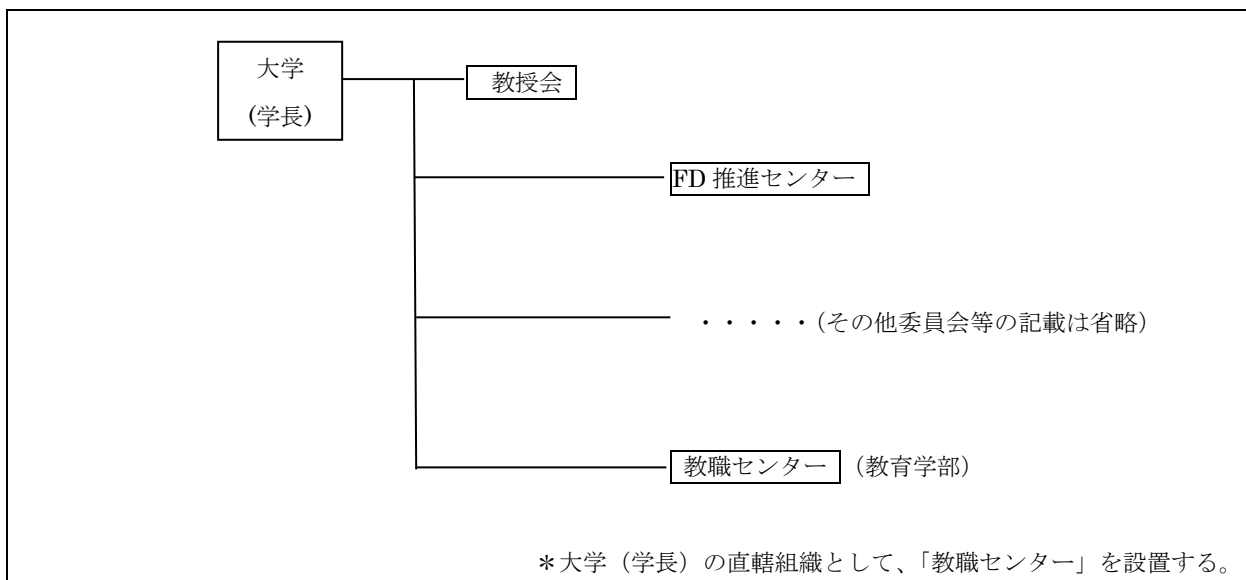 大学
(学長)
教授会
FD 推進センター
・・・・・(その他委員会等の記載は省略)
教職センター （教育学部）
＊大学（学長）の直轄組織として、「教職センター」を設置する。